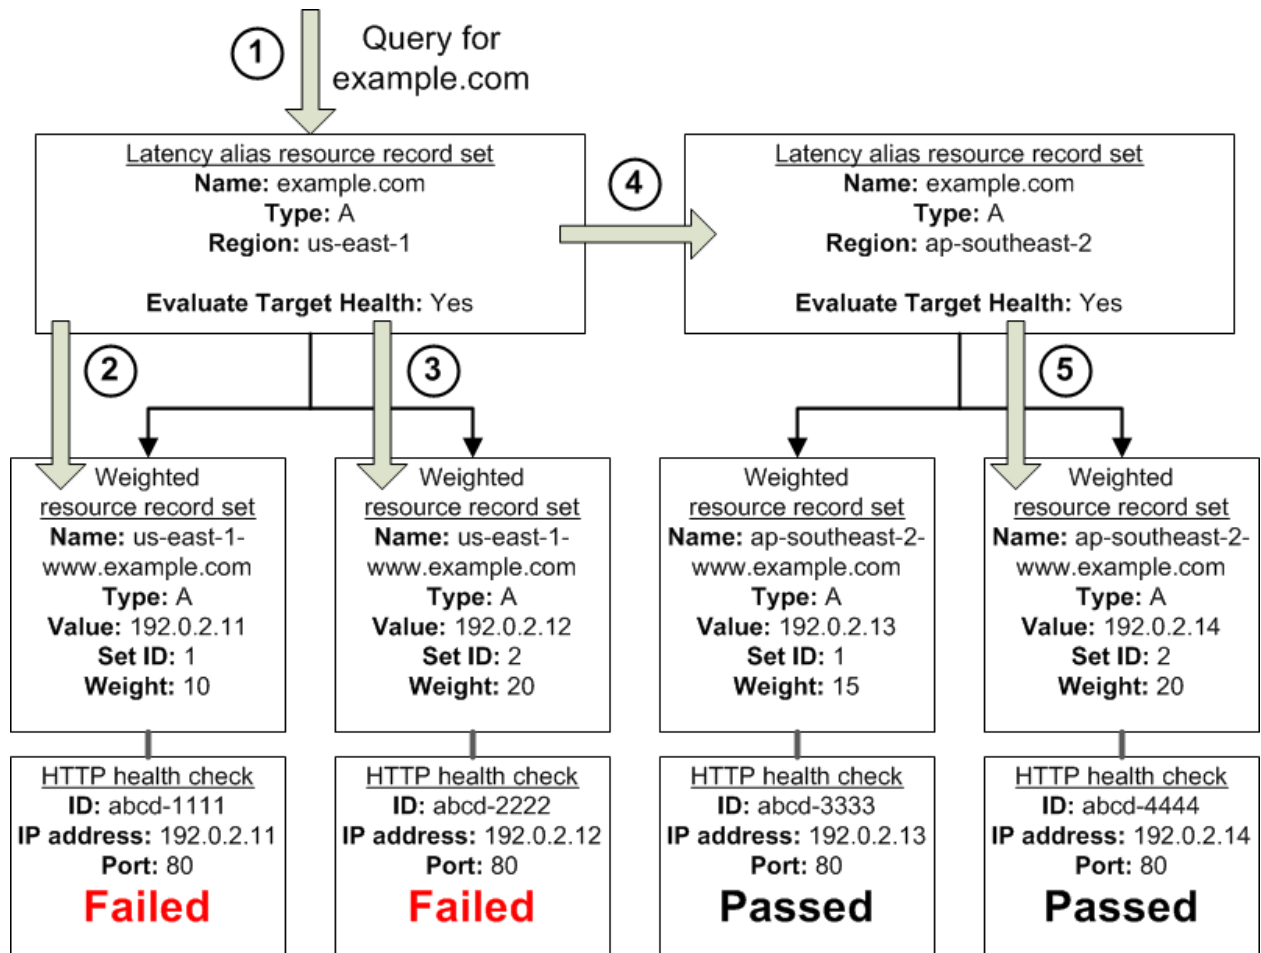 1
Query for
example.com
Latency alias resource record set
Name: example.com
Type: A
Region: us-east-1
Evaluate Target Health: Yes
4
Latency alias resource record set
Name: example.com
Type: A
Region: ap-southeast-2
Evaluate Target Health: Yes
2
3
5
Weighted
resource record set
Name: us-east-1-
www.example.com
Type: A
Value: 192.0.2.11
Set ID: 1
Weight: 10
Weighted
resource record set
Name: us-east-1-
www.example.com
Type: A
Value: 192.0.2.12
Set ID: 2
Weight: 20
Weighted
resource record set
Name: ap-southeast-2-
www.example.com
Type: A
Value: 192.0.2.13
Set ID: 1
Weight: 15
Weighted
resource record set
Name: ap-southeast-2-
www.example.com
Type: A
Value: 192.0.2.14
Set ID: 2
Weight: 20
HTTP health check
ID: abcd-1111
IP address: 192.0.2.11
Port: 80
Failed
HTTP health check
ID: abcd-2222
IP address: 192.0.2.12
Port: 80
Failed
HTTP health check
ID: abcd-3333
IP address: 192.0.2.13
Port: 80
Passed
HTTP health check
ID: abcd-4444
IP address: 192.0.2.14
Port: 80
Passed